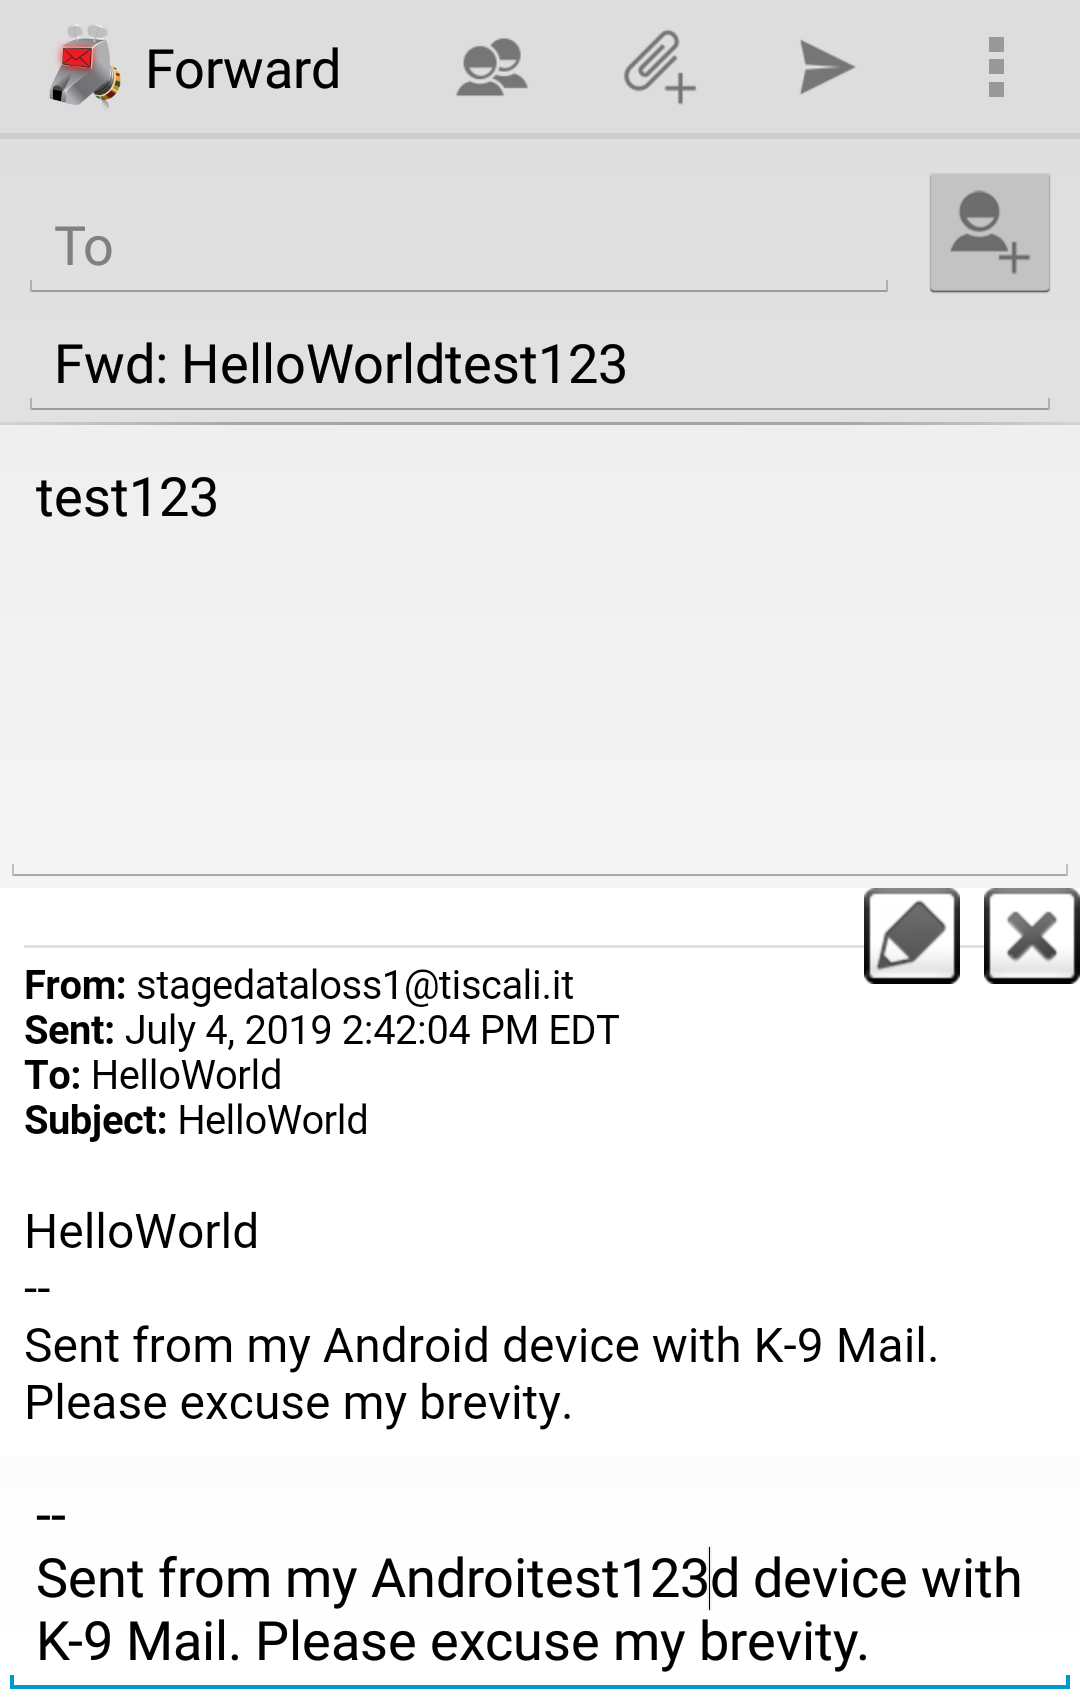 Forward
To
Fwd: HelloWorldtest123
test123
From: stagedataloss1@tiscali.it
Sent: July 4, 2019 2:42:04 PM EDT
To: HelloWorld
Subject: HelloWorld
HelloWorld
--
Sent from my Android device with K-9 Mail.
Please excuse my brevity.
--
Sent from my Androitest123d device with
K-9 Mail. Please excuse my brevity.